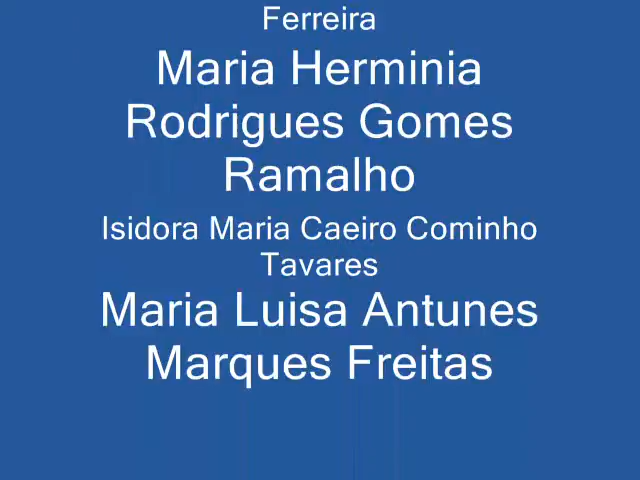 Ferreira
Maria Herminia
Rodrigues Gomes
Ramalho
Isidora Maria Caeiro Cominho
Tavares
Maria Luisa Antunes
Marques Freitas